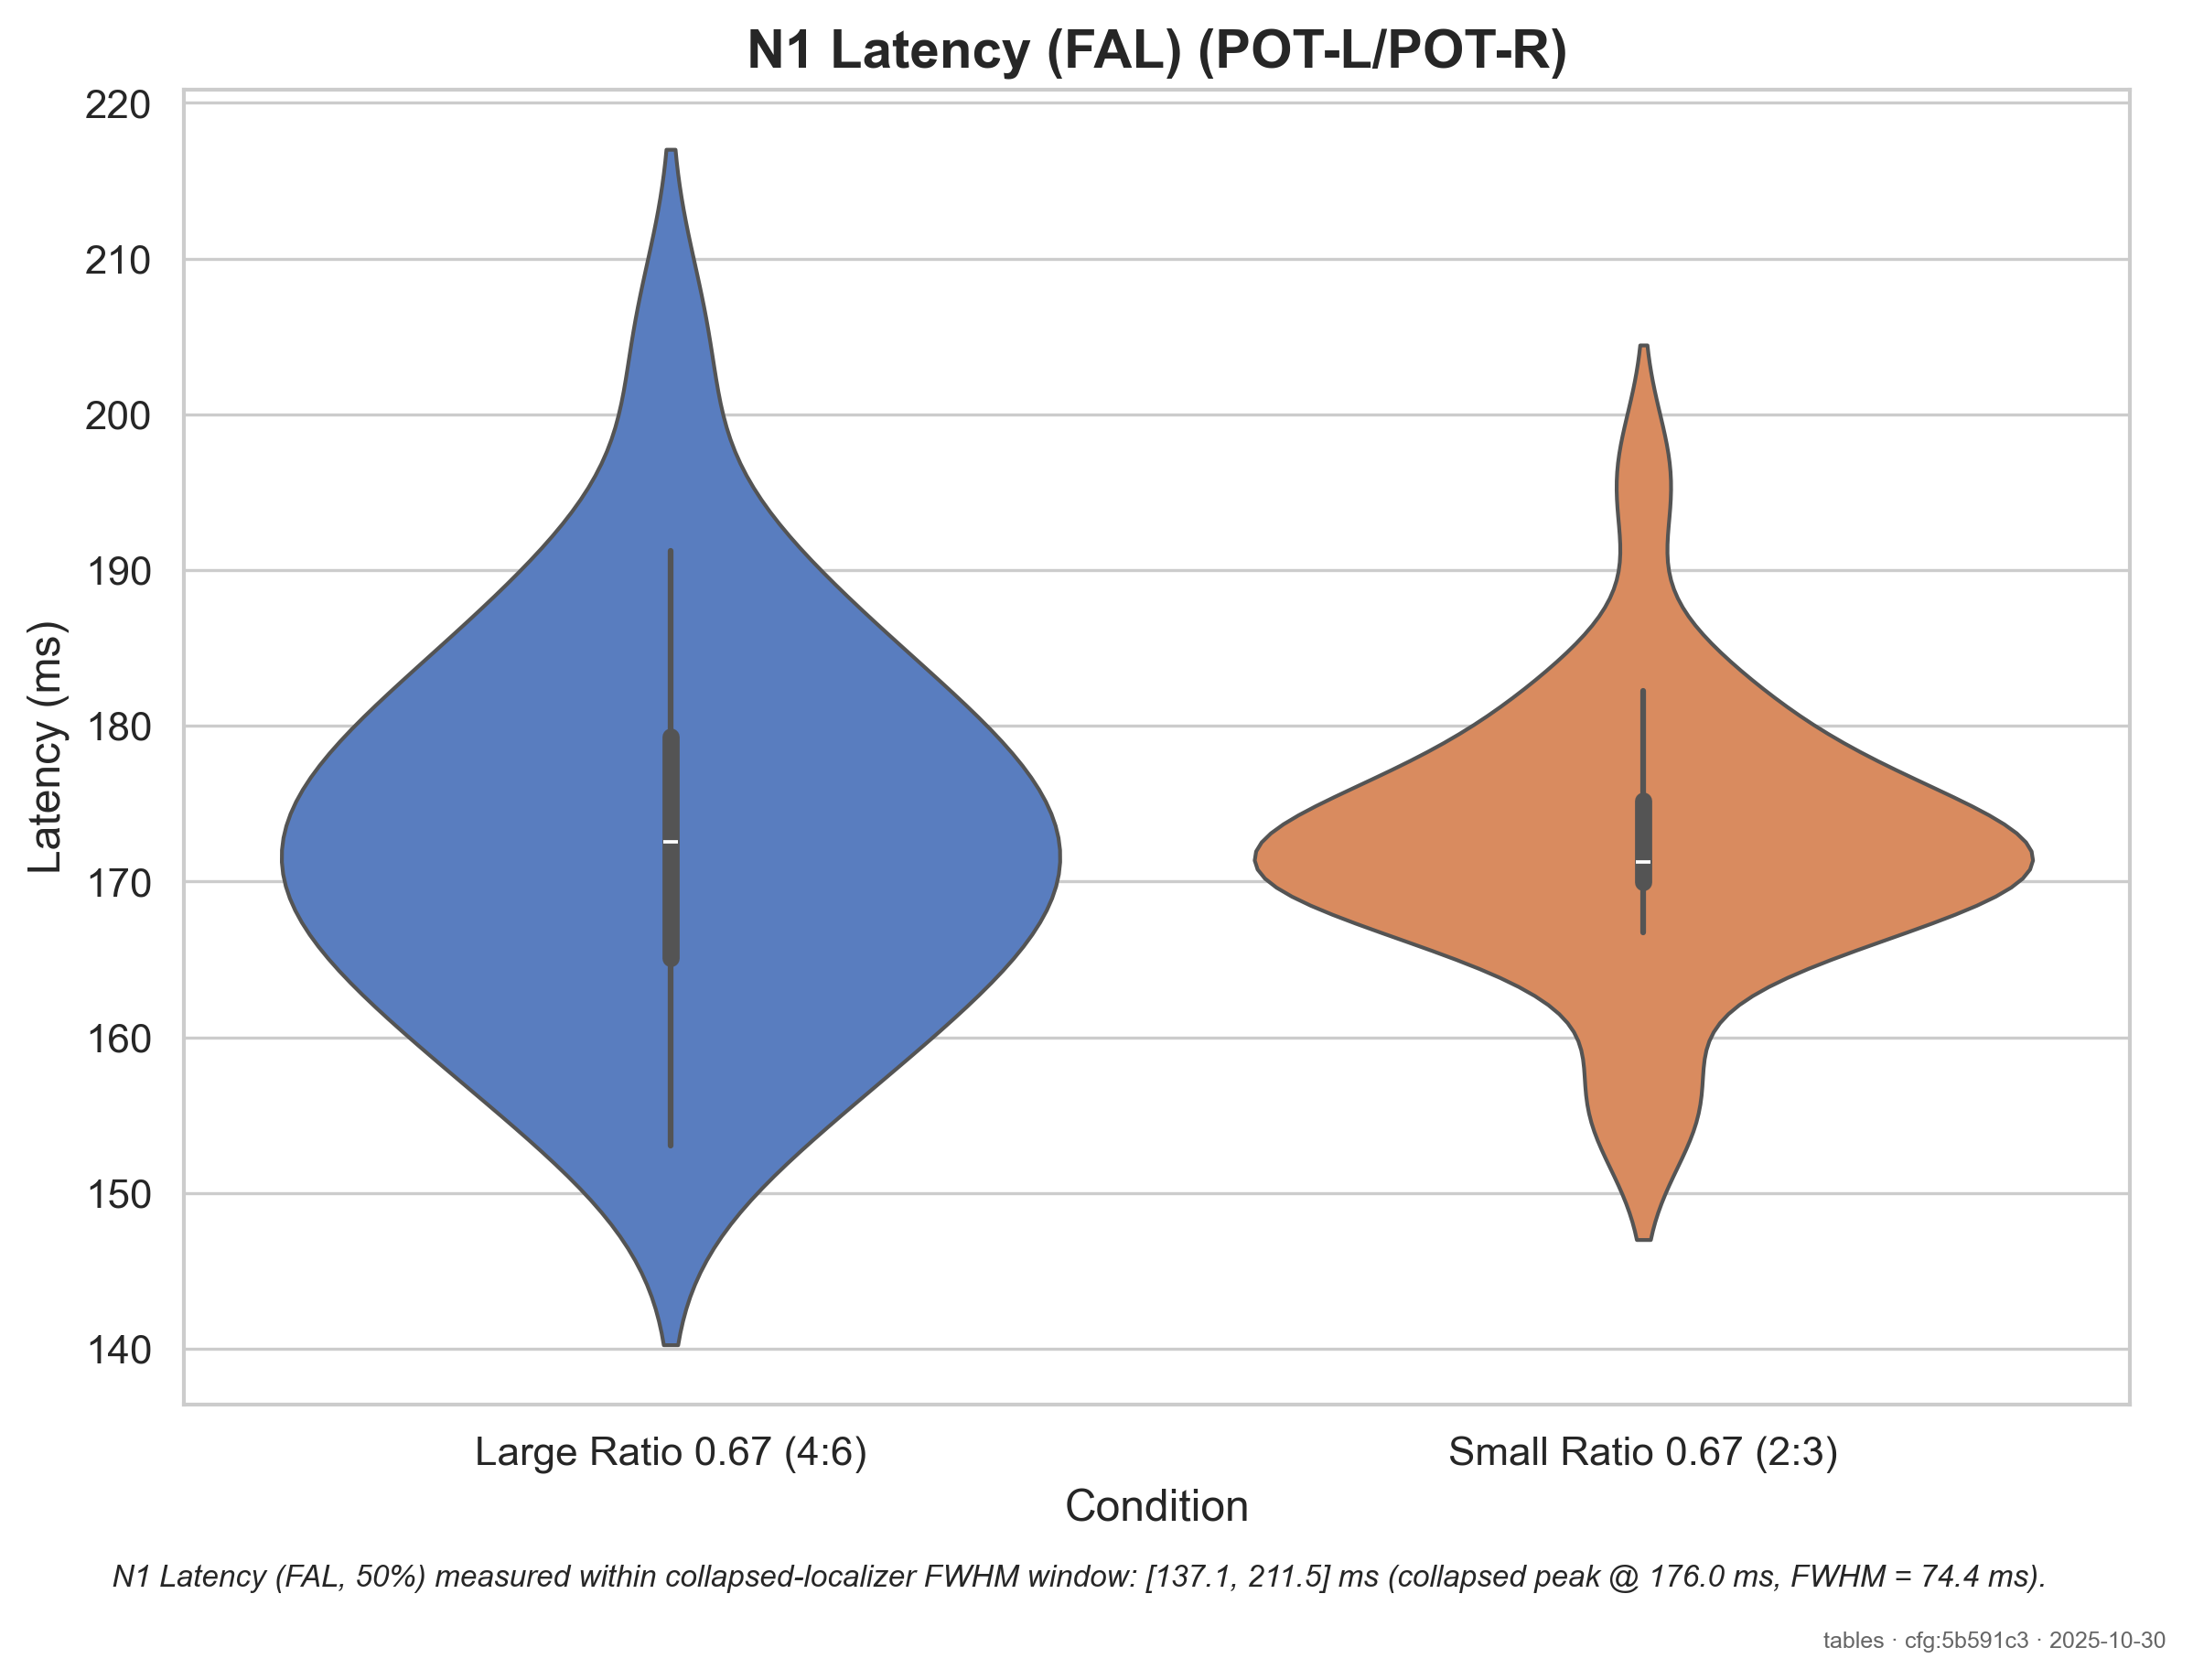 N1 Latency (FAL) (POT-L/POT-R)
220
210
200
190
180
170
160
150
140
Latency (ms)
Large Ratio 0.67 (4:6)
Small Ratio 0.67 (2:3)
Condition
N1 Latency (FAL, 50%) measured within collapsed-localizer FWHM window: [137.1, 211.5] ms (collapsed peak @ 176.0 ms, FWHM = 74.4 ms).
tables · cfg:5b591c3 · 2025-10-30